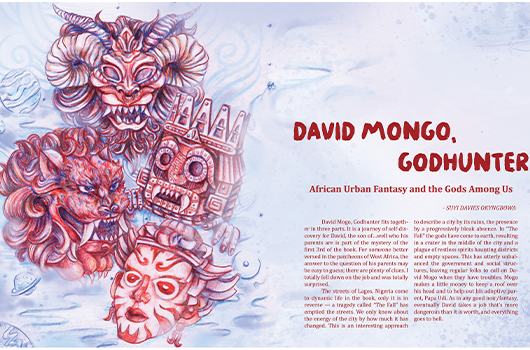 DAVID MONGO,
GODHUNTER
African Urban Fantasy and the Gods Among Us
- SUYI DAVIES OKYNGBOWA
David Mogo, Godhunter fits togeth-
er in three parts. It is a journey of self-dis-
covery for David, the son of...well who his
parents are is part of the mystery of the
first 3rd of the book. For someone better
versed in the pantheons of West Africa, the
answer to the question of his parents may
be easy to guess; there are plenty of clues. I
totally fell down on the job and was totally
surprised.
The streets of Lagos, Nigeria come
to dynamic life in the book, only it is in
reverse — a tragedy called "The Fall" has
emptied the streets. We only know about
the energy of the city by how much it has
changed. This is an interesting approach
to describe a city by its ruins, the presence
by a progressively bleak absence. In "The
Fall" the gods have come to earth, resulting
in a crater in the middle of the city and a
plague of restless spirits haunting districts
and empty spaces. This has utterly unbal-
anced the government and social struc-
tures, leaving regular folks to call on Da-
vid Mogo when they have troubles. Mogo
makes a little money to keep a roof over
his head and to help out his adoptive par-
ent, Papa Udi. As in any good noir/fantasy,
eventually David takes a job that's more
dangerous than it is worth, and everything
goes to hell.